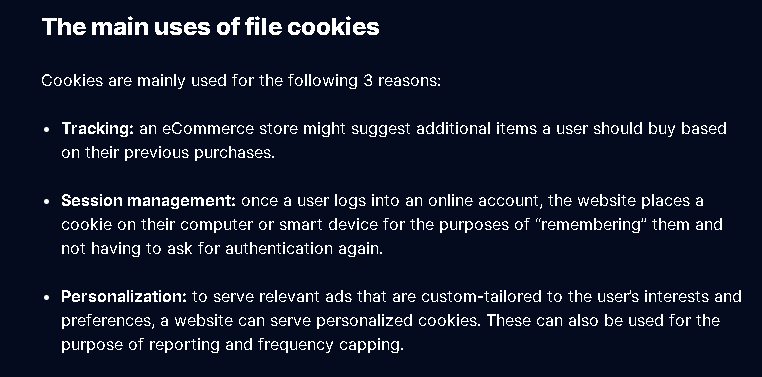 The main uses of file cookies
Cookies are mainly used for the following 3 reasons:
• Tracking: an eCommerce store might suggest additional items a user should buy based
on their previous purchases.
• Session management: once a user logs into an online account, the website places a
cookie on their computer or smart device for the purposes of “remembering” them and
not having to ask for authentication again.
• Personalization: to serve relevant ads that are custom-tailored to the user's interests and
preferences, a website can serve personalized cookies. These can also be used for the
purpose of reporting and frequency capping.